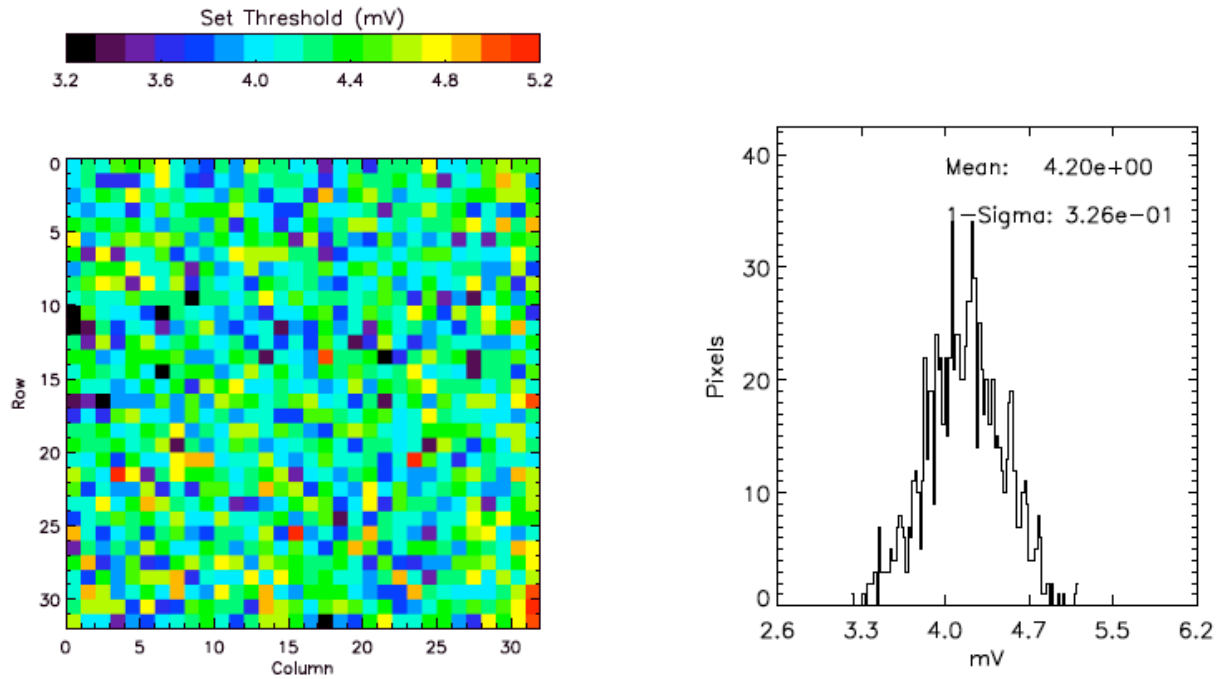 Set Threshold (mV)
3.2 3.6 4.0 4.4 4.8 5.2
0
5
10
15
20
25
30
Row
0 5 10 15 20 25 30
Column
40
30
20
10
0
Pixels
Mean: 4.20e+00
1-Sigma: 3.26e-01
2.6 3.3 4.0 4.7 5.5 6.2
mV